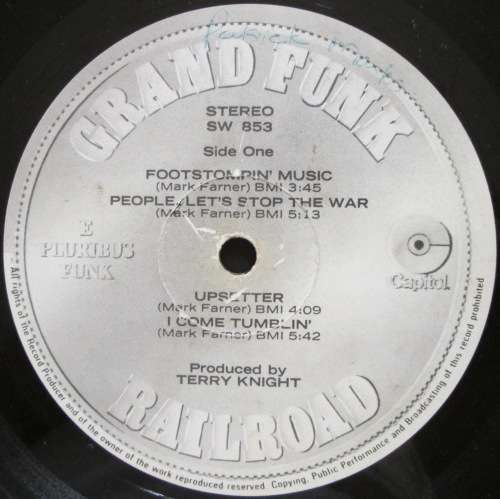 GRAND FUNK
STEREO
SW 853
Side One
FOOTSTOMPIN' MUSIC
(Mark Farner) BMI 3:45
PEOPLE, LET'S STOP THE WAR
(Mark Farner) BMI 5:13
E
PLURIBUS
FUNK
Capitol
UPSETTER
(Mark Farner) BMI 4:09
I COME TUMBLIN'
(Mark Farner) BMI 5:42
Produced by
TERRY KNIGHT
RAILROAD
All rights of the Record Producer and of the owner of the work reproduced reserved. Copying, Public Performance and Broadcasting of this record prohibited